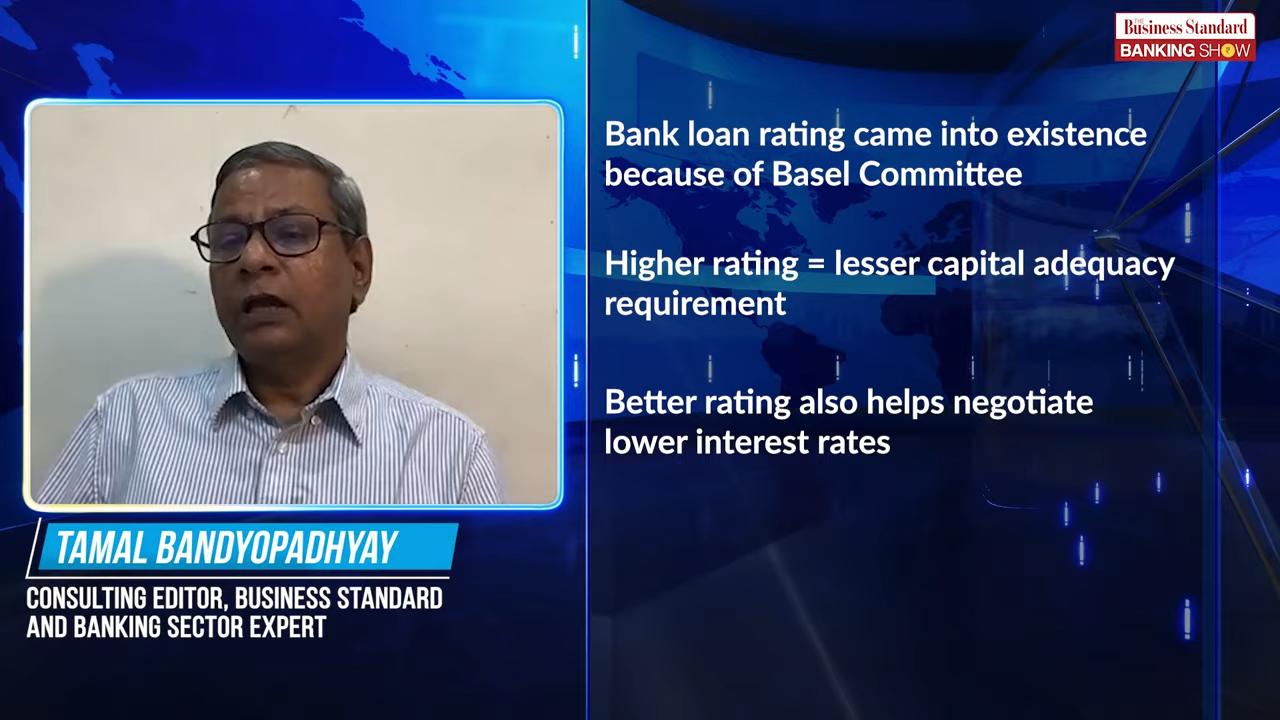 THE
Business Standard
BANKING SHOW
Bank loan rating came into existence
because of Basel Committee
Higher rating = lesser capital adequacy
requirement
Better rating also helps negotiate
lower interest rates
TAMAL BANDYOPADHYAY
CONSULTING EDITOR, BUSINESS STANDARD
AND BANKING SECTOR EXPERT